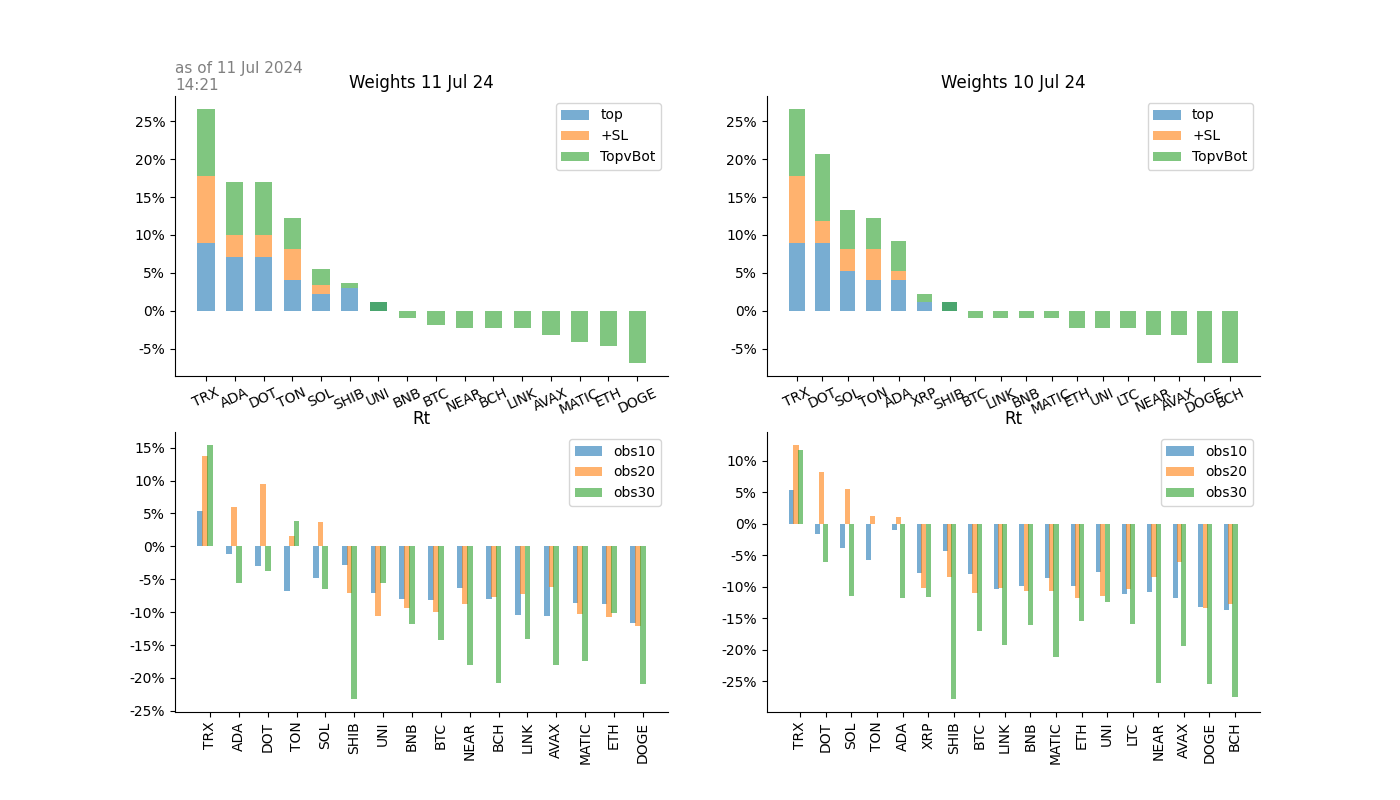 as of 11 Jul 2024
14:21
Weights 11 Jul 24
25%
20%
15%
10%
5%
0%
-5%
top
+SL
TopvBot
TRX ADA DOT TON SOL SHIB UNI BNB BTC NEAR BCH LINK AVAX MATIC ETH DOGE
Weights 10 Jul 24
25%
20%
15%
10%
5%
0%
-5%
top
+SL
TopvBot
TRX DOT SOL TON ADA XRP SHIB BTC LINK BNB MATIC ETH UNI LTC NEAR AVAX DOGE BCH
Rt
15%
10%
5%
0%
-5%
-10%
-15%
-20%
-25%
obs10
obs20
obs30
TRX ADA DOT TON SOL SHIB UNI BNB BTC NEAR BCH LINK AVAX MATIC ETH DOGE
Rt
10%
5%
0%
-5%
-10%
-15%
-20%
-25%
obs10
obs20
obs30
TRX DOT SOL TON ADA XRP SHIB BTC LINK BNB MATIC ETH UNI LTC NEAR AVAX DOGE BCH